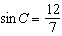 sin C = 12/7